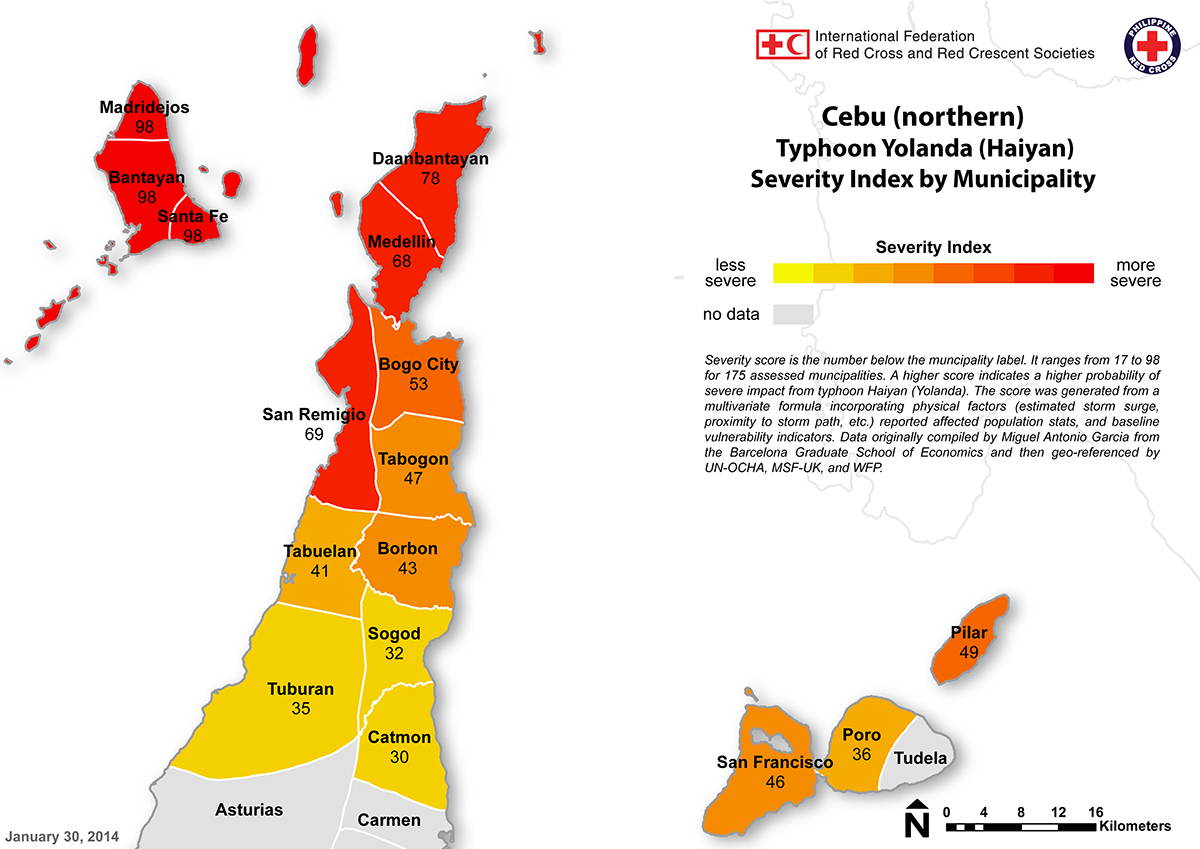 International Federation
of Red Cross and Red Crescent Societies
PHILIPPINE
RED CROSS
Cebu (northern)
Typhoon Yolanda (Haiyan)
Severity Index by Municipality
Severity Index
less
severe
more
severe
no data
Severity score is the number below the muncipality label. It ranges from 17 to 98
for 175 assessed muncipalities. A higher score indicates a higher probability of
severe impact from typhoon Haiyan (Yolanda). The score was generated from a
multivariate formula incorporating physical factors (estimated storm surge,
proximity to storm path, etc.) reported affected population stats, and baseline
vulnerability indicators. Data originally compiled by Miguel Antonio Garcia from
the Barcelona Graduate School of Economics and then geo-referenced by
UN-OCHA, MSF-UK, and WFP.
Madridejos
98
Bantayan
98
Santa Fe
98
Daanbantayan
78
Medellin
68
Bogo City
53
San Remigio
69
Tabogon
47
Tabuelan
41
Borbon
43
Sogod
32
Tuburan
35
Catmon
30
Asturias
Carmen
Pilar
49
Poro
36
Tudela
San Francisco
46
N
0 4 8 12 16
Kilometers
January 30, 2014